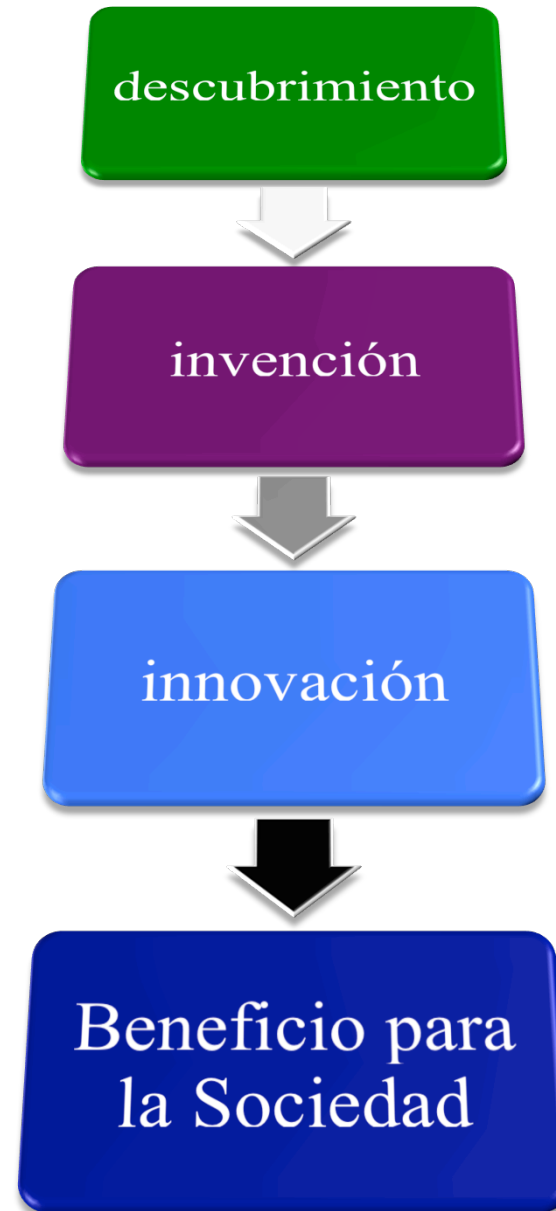 descubrimiento
invención
innovación
Beneficio para
la Sociedad